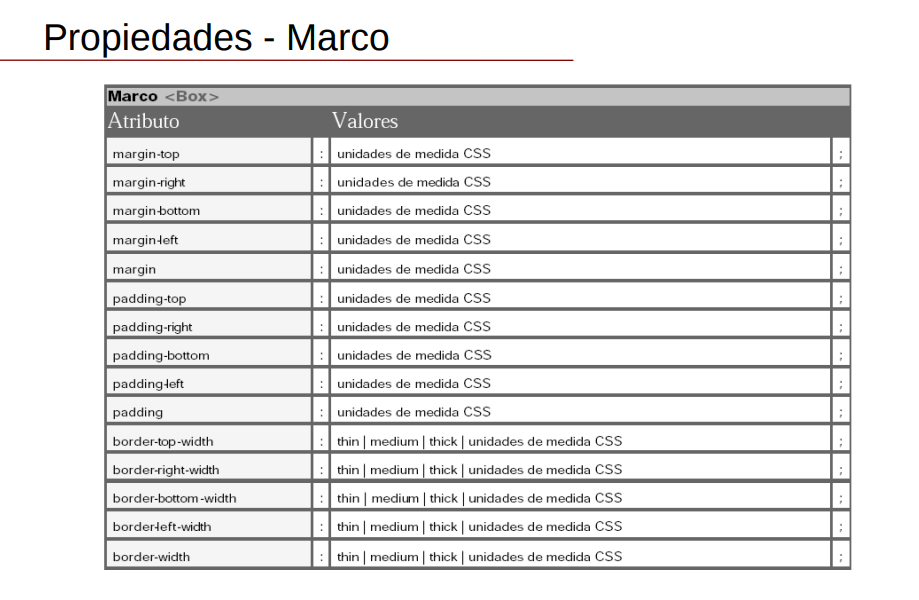 Propiedades - Marco
Marco <Box>
Atributo Valores
margin-top : unidades de medida CSS ;
margin-right : unidades de medida CSS ;
margin-bottom : unidades de medida CSS ;
margin-left : unidades de medida CSS ;
margin : unidades de medida CSS ;
padding-top : unidades de medida CSS ;
padding-right : unidades de medida CSS ;
padding-bottom : unidades de medida CSS ;
padding-left : unidades de medida CSS ;
padding : unidades de medida CSS ;
border-top-width : thin | medium | thick | unidades de medida CSS ;
border-right-width : thin | medium | thick | unidades de medida CSS ;
border-bottom-width : thin | medium | thick | unidades de medida CSS ;
border-left-width : thin | medium | thick | unidades de medida CSS ;
border-width : thin | medium | thick | unidades de medida CSS ;